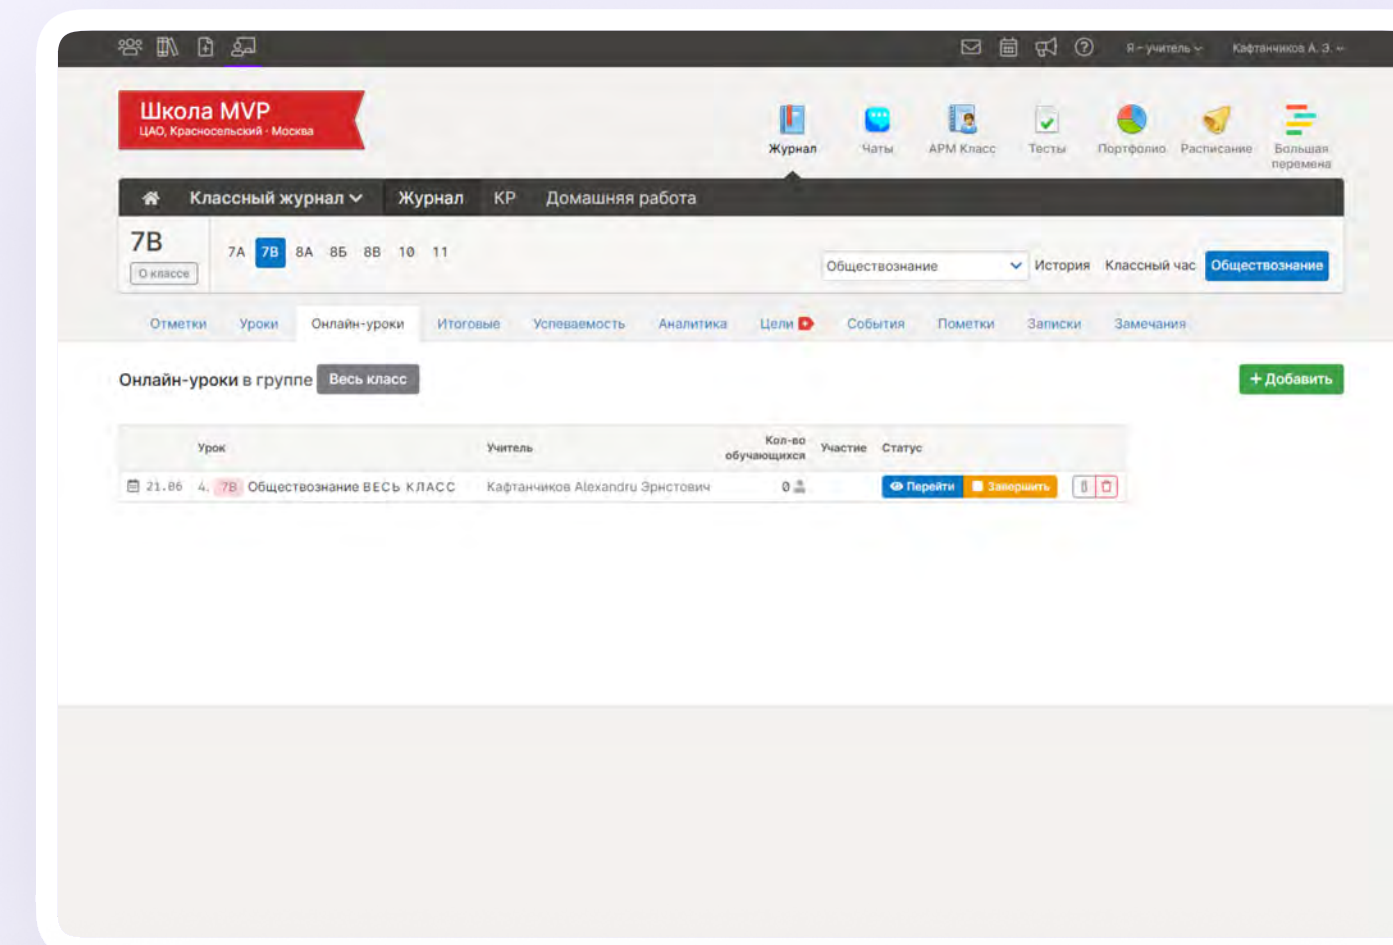 Я – учитель
Кафтанчиков А. Э.
Школа MVP
ЦАО, Красносельский · Москва
Журнал
Чаты
АРМ Класс
Тесты
Портфолио
Расписание
Большая
перемена
Классный журнал
Журнал
КР
Домашняя работа
7В
О классе
7А 7В 8А 8Б 8В 10 11
Обществознание
История Классный час Обществознание
Отметки Уроки Онлайн-уроки Итоговые Успеваемость Аналитика Цели События Пометки Записки Замечания
Онлайн-уроки в группе Весь класс
+ Добавить
Урок Учитель Кол-во обучающихся Участие Статус
21.06 4. 7В Обществознание ВЕСЬ КЛАСС Кафтанчиков Alexandru Эрнстович 0 Перейти Завершить